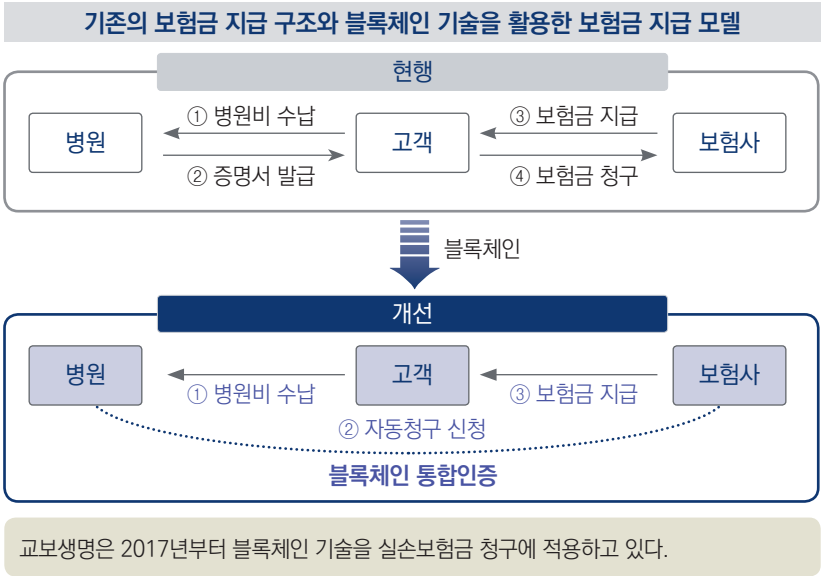 기존의 보험금 지급 구조와 블록체인 기술을 활용한 보험금 지급 모델
현행
① 병원비 수납
③ 보험금 지급
병원
고객
보험사
② 증명서 발급
④ 보험금 청구
블록체인
개선
병원
고객
보험사
① 병원비 수납
③ 보험금 지급
② 자동청구 신청
블록체인 통합인증
교보생명은 2017년부터 블록체인 기술을 실손보험금 청구에 적용하고 있다.